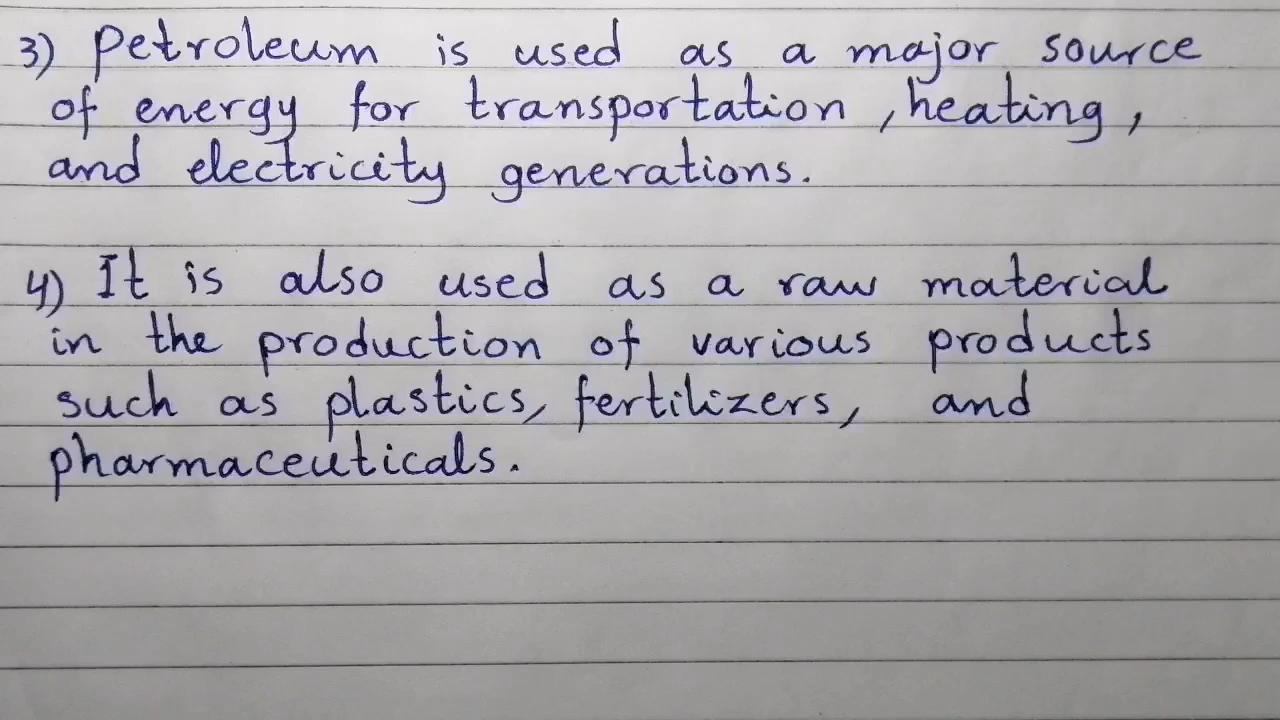 3) Petroleum is used as a major source
of energy for transportation, heating,
and electricity generations.
4) It is also used as a raw material
in the production of various products
such as plastics, fertilizers, and
pharmaceuticals.